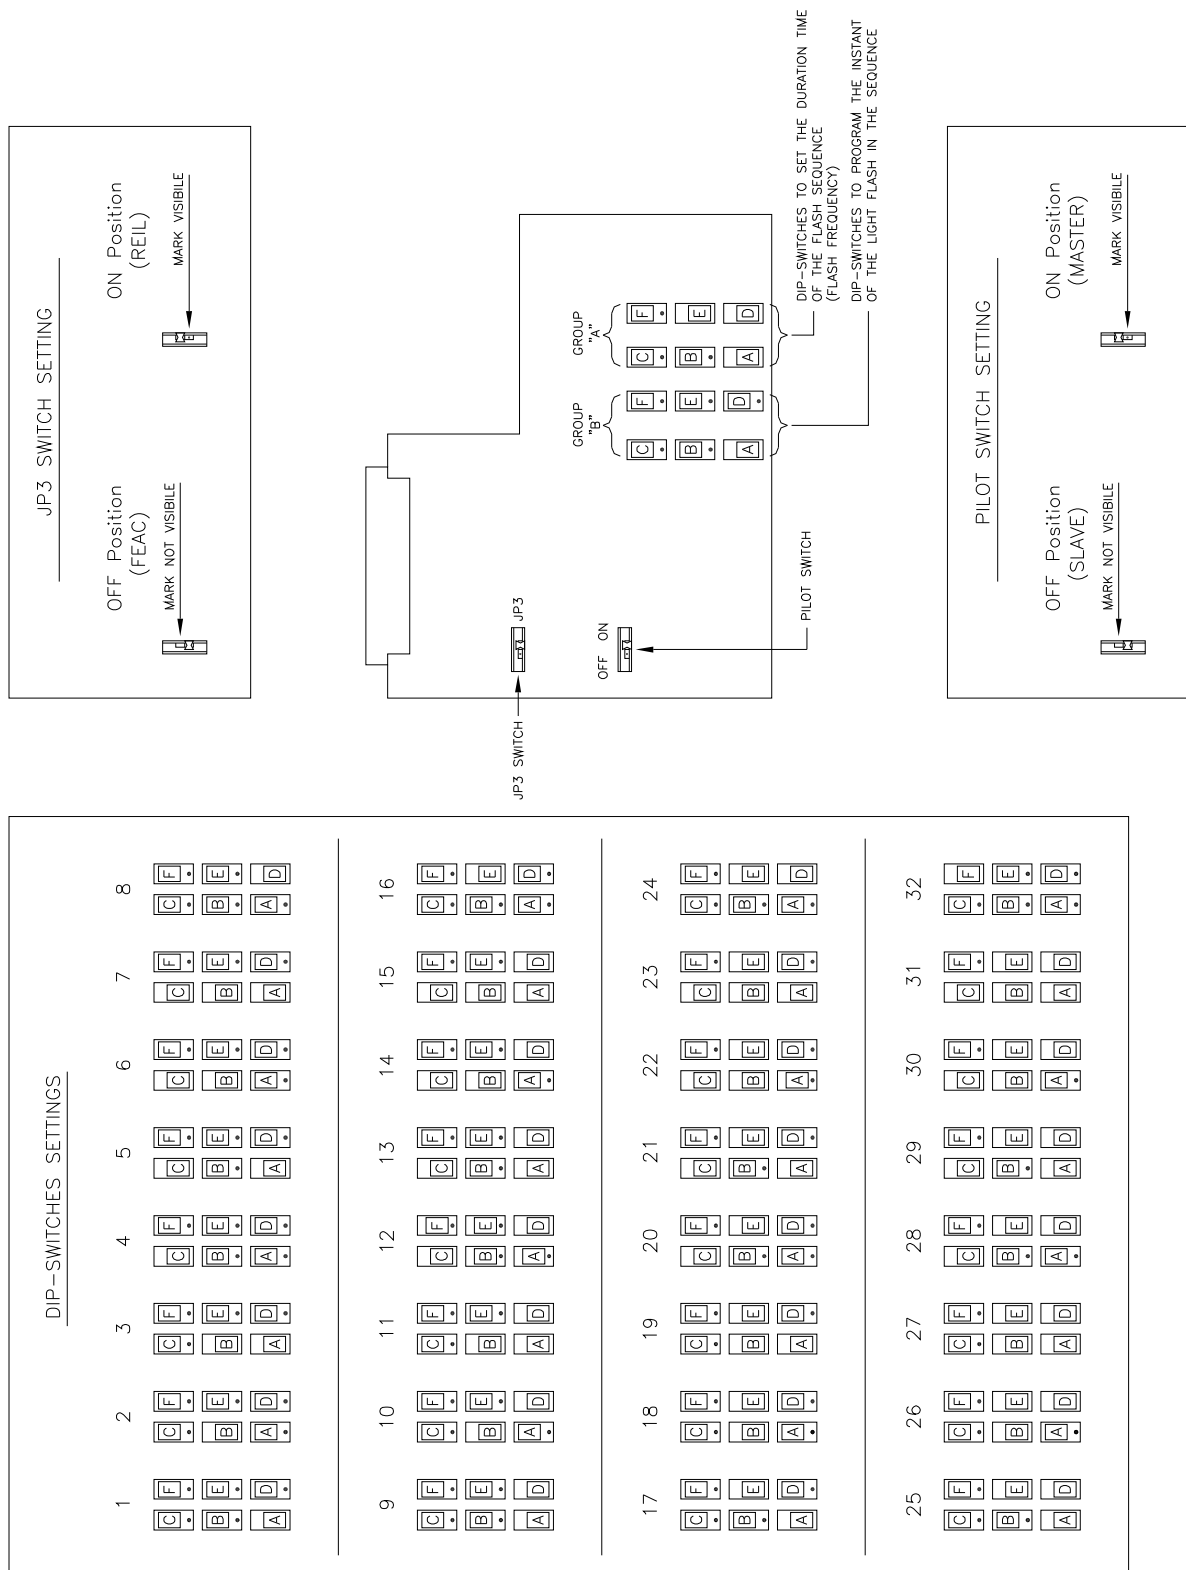 DIP-SWITCHES SETTINGS
1 2 3 4 5 6 7 8
C F C F C F C F C F C F C F C F
B E B E B E B E B E B E B E B E
A D A D A D A D A D A D A D A D
9 10 11 12 13 14 15 16
C F C F C F C F C F C F C F C F
B E B E B E B E B E B E B E B E
A D A D A D A D A D A D A D A D
17 18 19 20 21 22 23 24
C F C F C F C F C F C F C F C F
B E B E B E B E B E B E B E B E
A D A D A D A D A D A D A D A D
25 26 27 28 29 30 31 32
C F C F C F C F C F C F C F C F
B E B E B E B E B E B E B E B E
A D A D A D A D A D A D A D A D
JP3 SWITCH SETTING
OFF Position
(FEAC)
MARK NOT VISIBILE
ON Position
(REIL)
MARK VISIBILE
JP3 SWITCH
JP3
OFF ON
PILOT SWITCH
GROUP
"B"
GROUP
"A"
C F C F
B E B E
A D A D
DIP-SWITCHES TO SET THE DURATION TIME
OF THE FLASH SEQUENCE
(FLASH FREQUENCY)
DIP-SWITCHES TO PROGRAM THE INSTANT
OF THE LIGHT FLASH IN THE SEQUENCE
PILOT SWITCH SETTING
OFF Position
(SLAVE)
MARK NOT VISIBILE
ON Position
(MASTER)
MARK VISIBILE